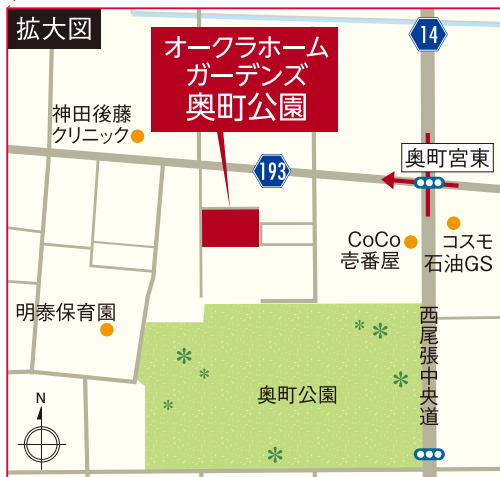 拡大図
オークラホーム
ガーデンズ
奥町公園
14
神田後藤
クリニック
193
奥町宮東
CoCo
壱番屋
コスモ
石油GS
明泰保育園
西尾張中央道
奥町公園
N